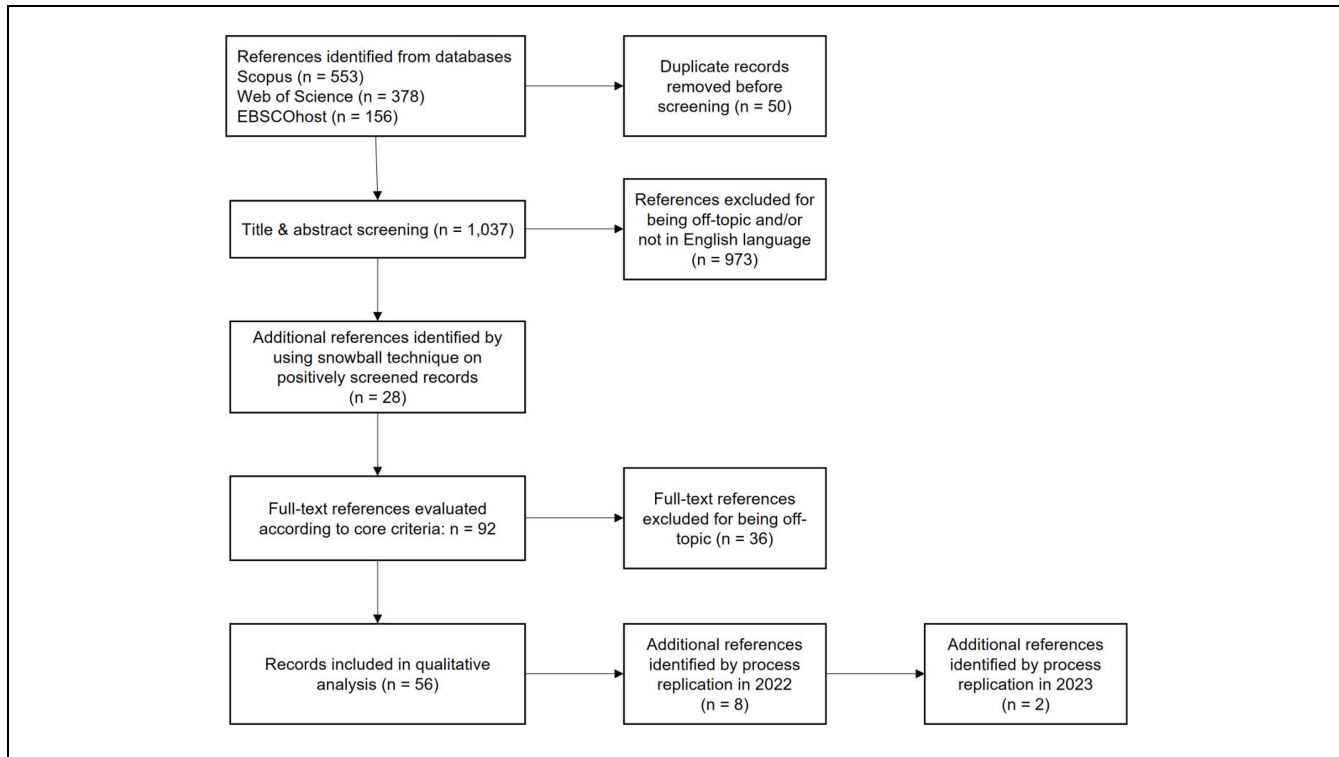 References identified from databases
Scopus (n = 553)
Web of Science (n = 378)
EBSCOhost (n = 156)
Duplicate records
removed before
screening (n = 50)
Title & abstract screening (n = 1,037)
References excluded for
being off-topic and/or
not in English language
(n = 973)
Additional references identified by
using snowball technique on
positively screened records
(n = 28)
Full-text references evaluated
according to core criteria: n = 92
Full-text references
excluded for being off-
topic (n = 36)
Records included in qualitative
analysis (n = 56)
Additional references
identified by process
replication in 2022
(n = 8)
Additional references
identified by process
replication in 2023
(n = 2)